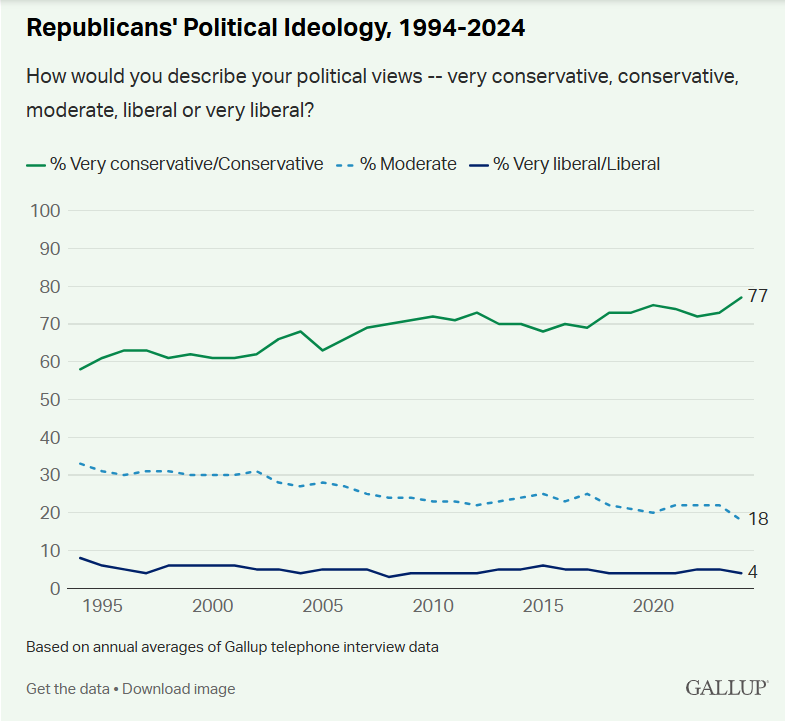 Republicans' Political Ideology, 1994-2024
How would you describe your political views -- very conservative, conservative,
moderate, liberal or very liberal?
% Very conservative/Conservative % Moderate % Very liberal/Liberal
100
90
80
77
70
60
50
40
30
20
18
10
4
0
1995 2000 2005 2010 2015 2020
Based on annual averages of Gallup telephone interview data
Get the data • Download image
GALLUP®